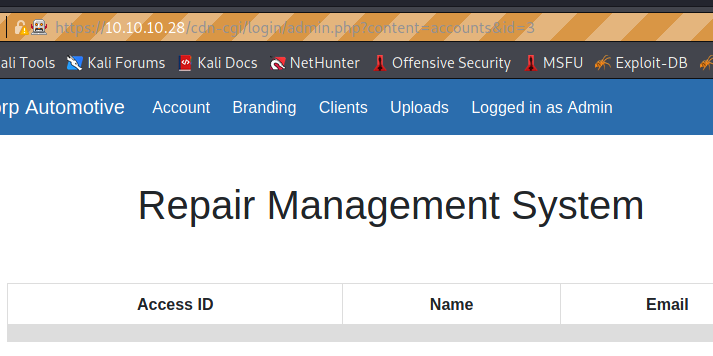 https://10.10.10.28/cdn-cgi/login/admin.php?content=accounts&id=3
ali Tools Kali Forums Kali Docs NetHunter Offensive Security MSFU Exploit-DB
rp Automotive Account Branding Clients Uploads Logged in as Admin
Repair Management System
Access ID Name Email